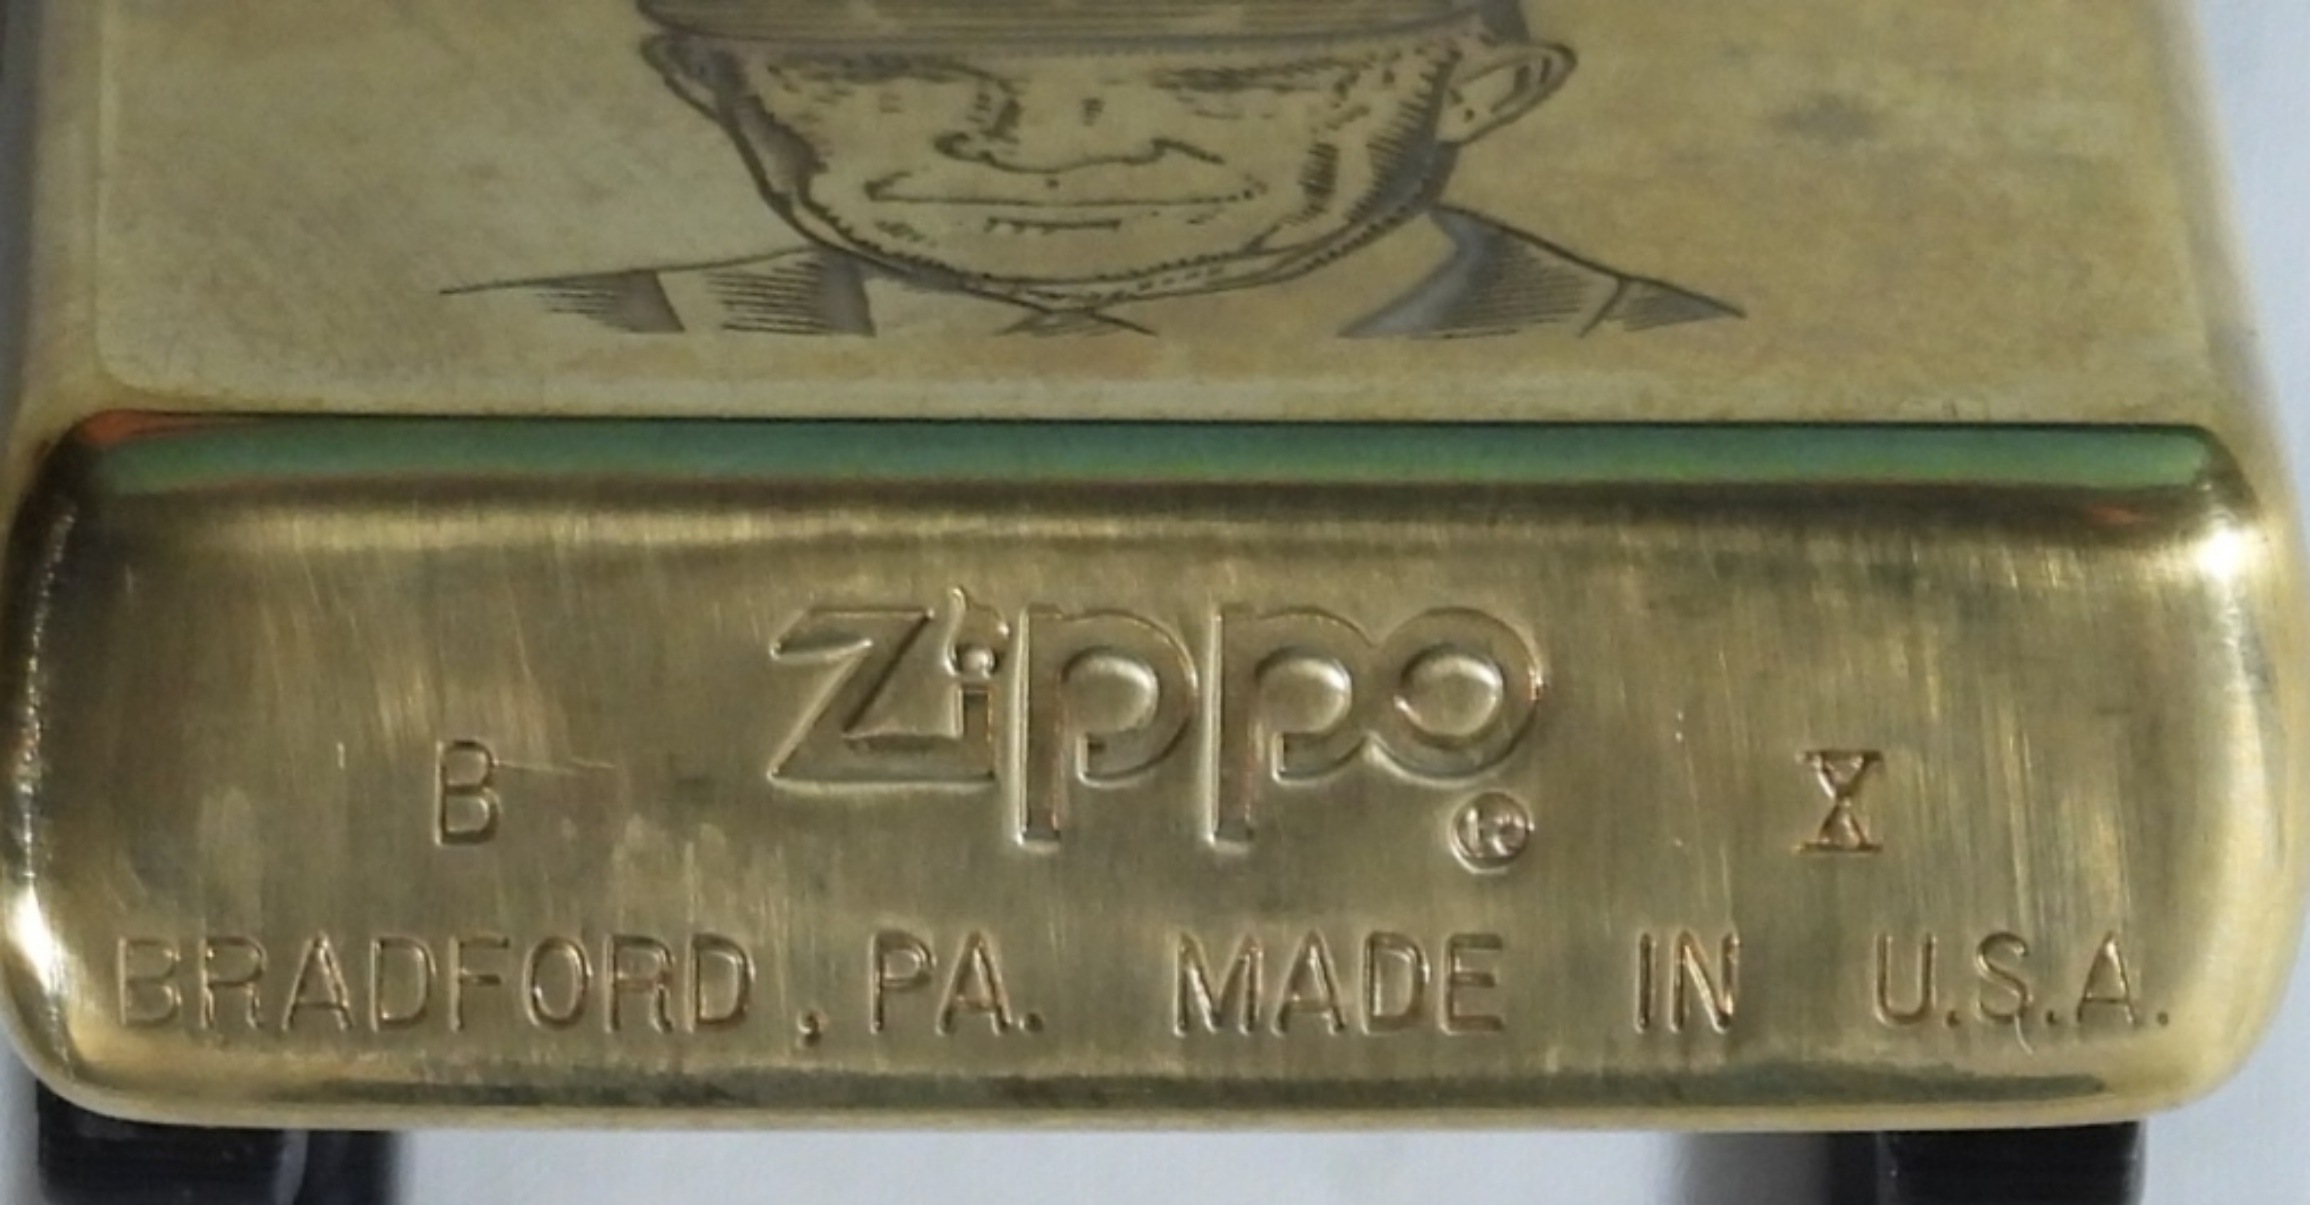 Zippo ®
B X
BRADFORD, PA. MADE IN U.S.A.